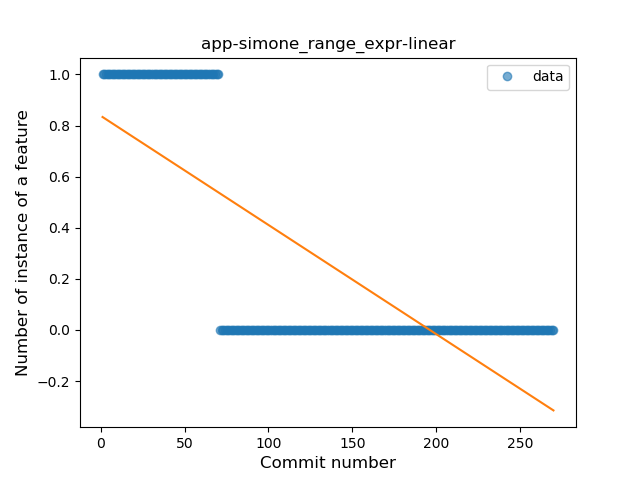 app-simone_range_expr-linear
data
Number of instance of a feature
1.0
0.8
0.6
0.4
0.2
0.0
−0.2
0 50 100 150 200 250
Commit number